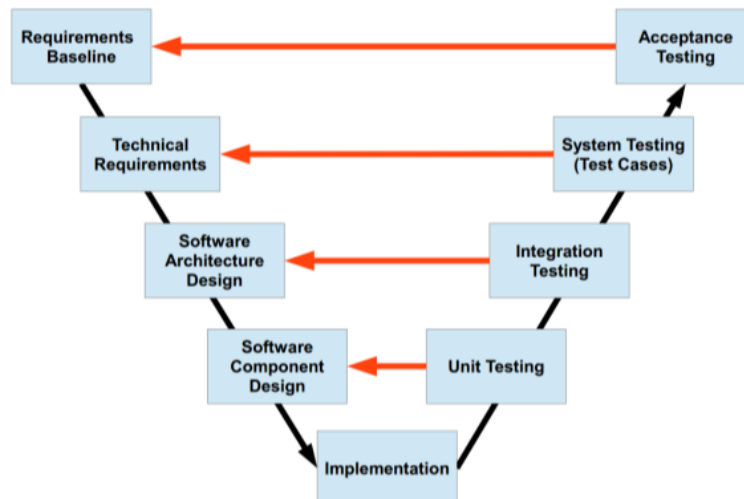 Requirements
Baseline
Acceptance
Testing
Technical
Requirements
System Testing
(Test Cases)
Software
Architecture
Design
Integration
Testing
Software
Component
Design
Unit Testing
Implementation